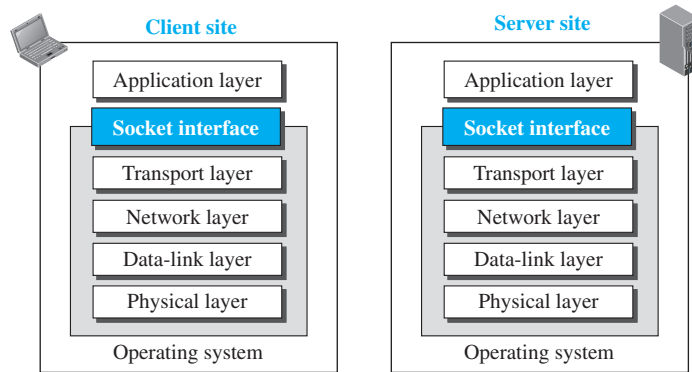 Client site
Application layer
Socket interface
Transport layer
Network layer
Data-link layer
Physical layer
Operating system
Server site
Application layer
Socket interface
Transport layer
Network layer
Data-link layer
Physical layer
Operating system